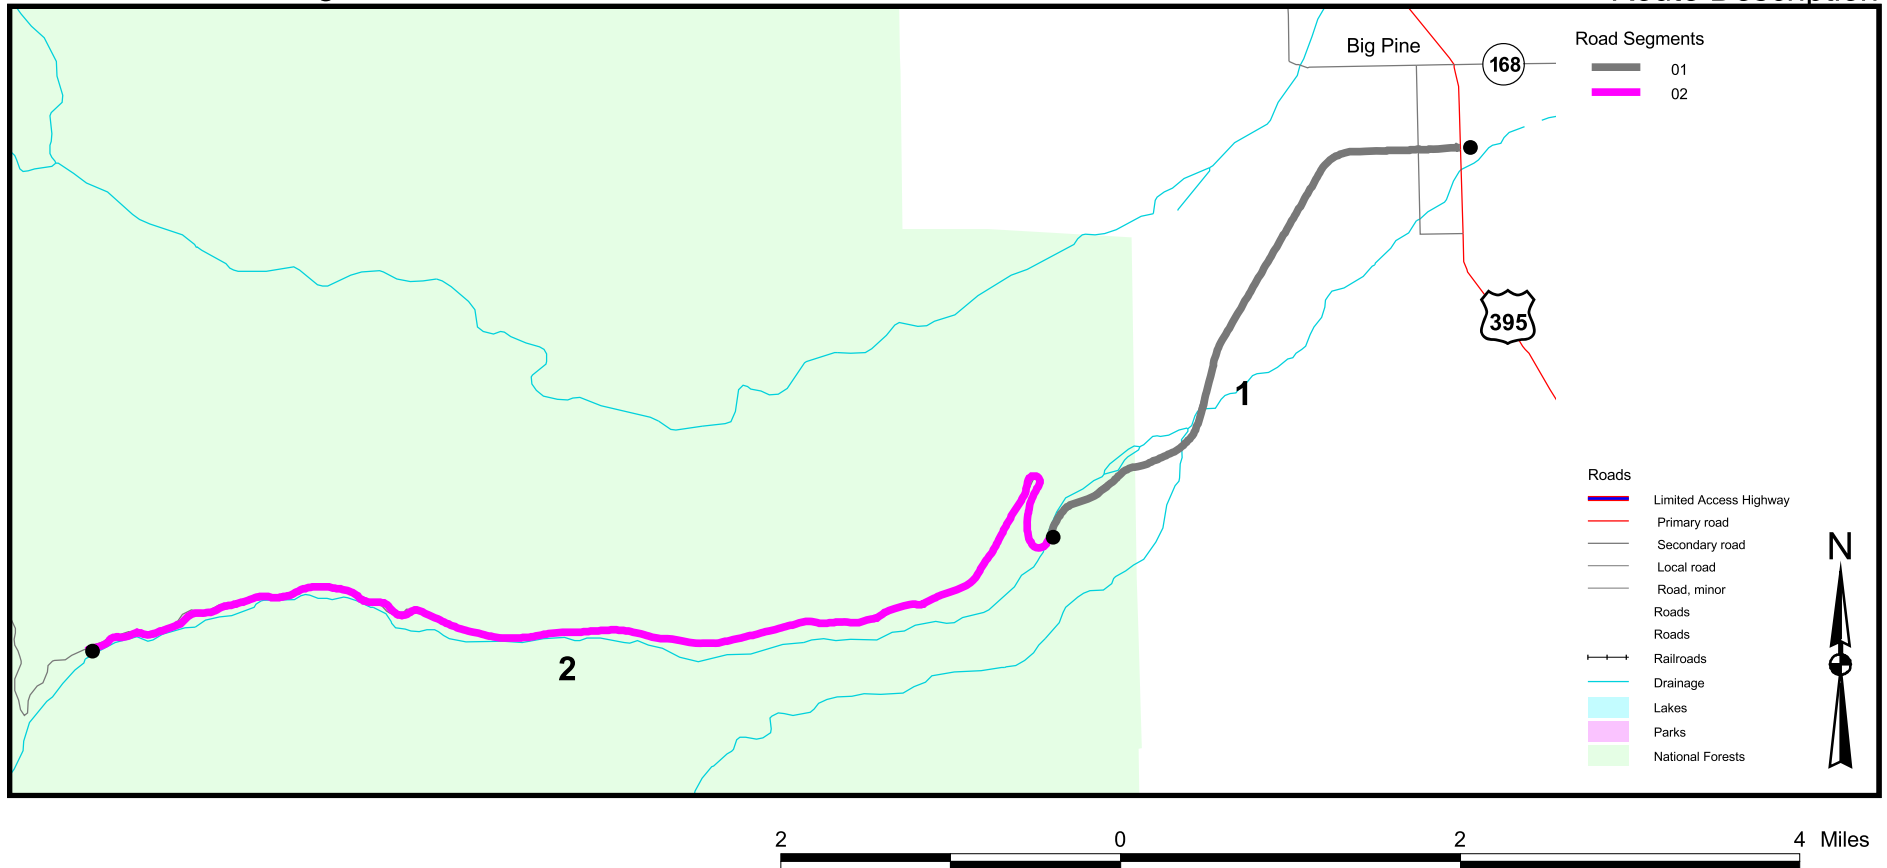 Big Pine
168
395
1
2
Road Segments
01
02
Roads
Limited Access Highway
Primary road
Secondary road
Local road
Road, minor
Roads
Roads
Railroads
Drainage
Lakes
Parks
National Forests
N
2 0 2 4 Miles